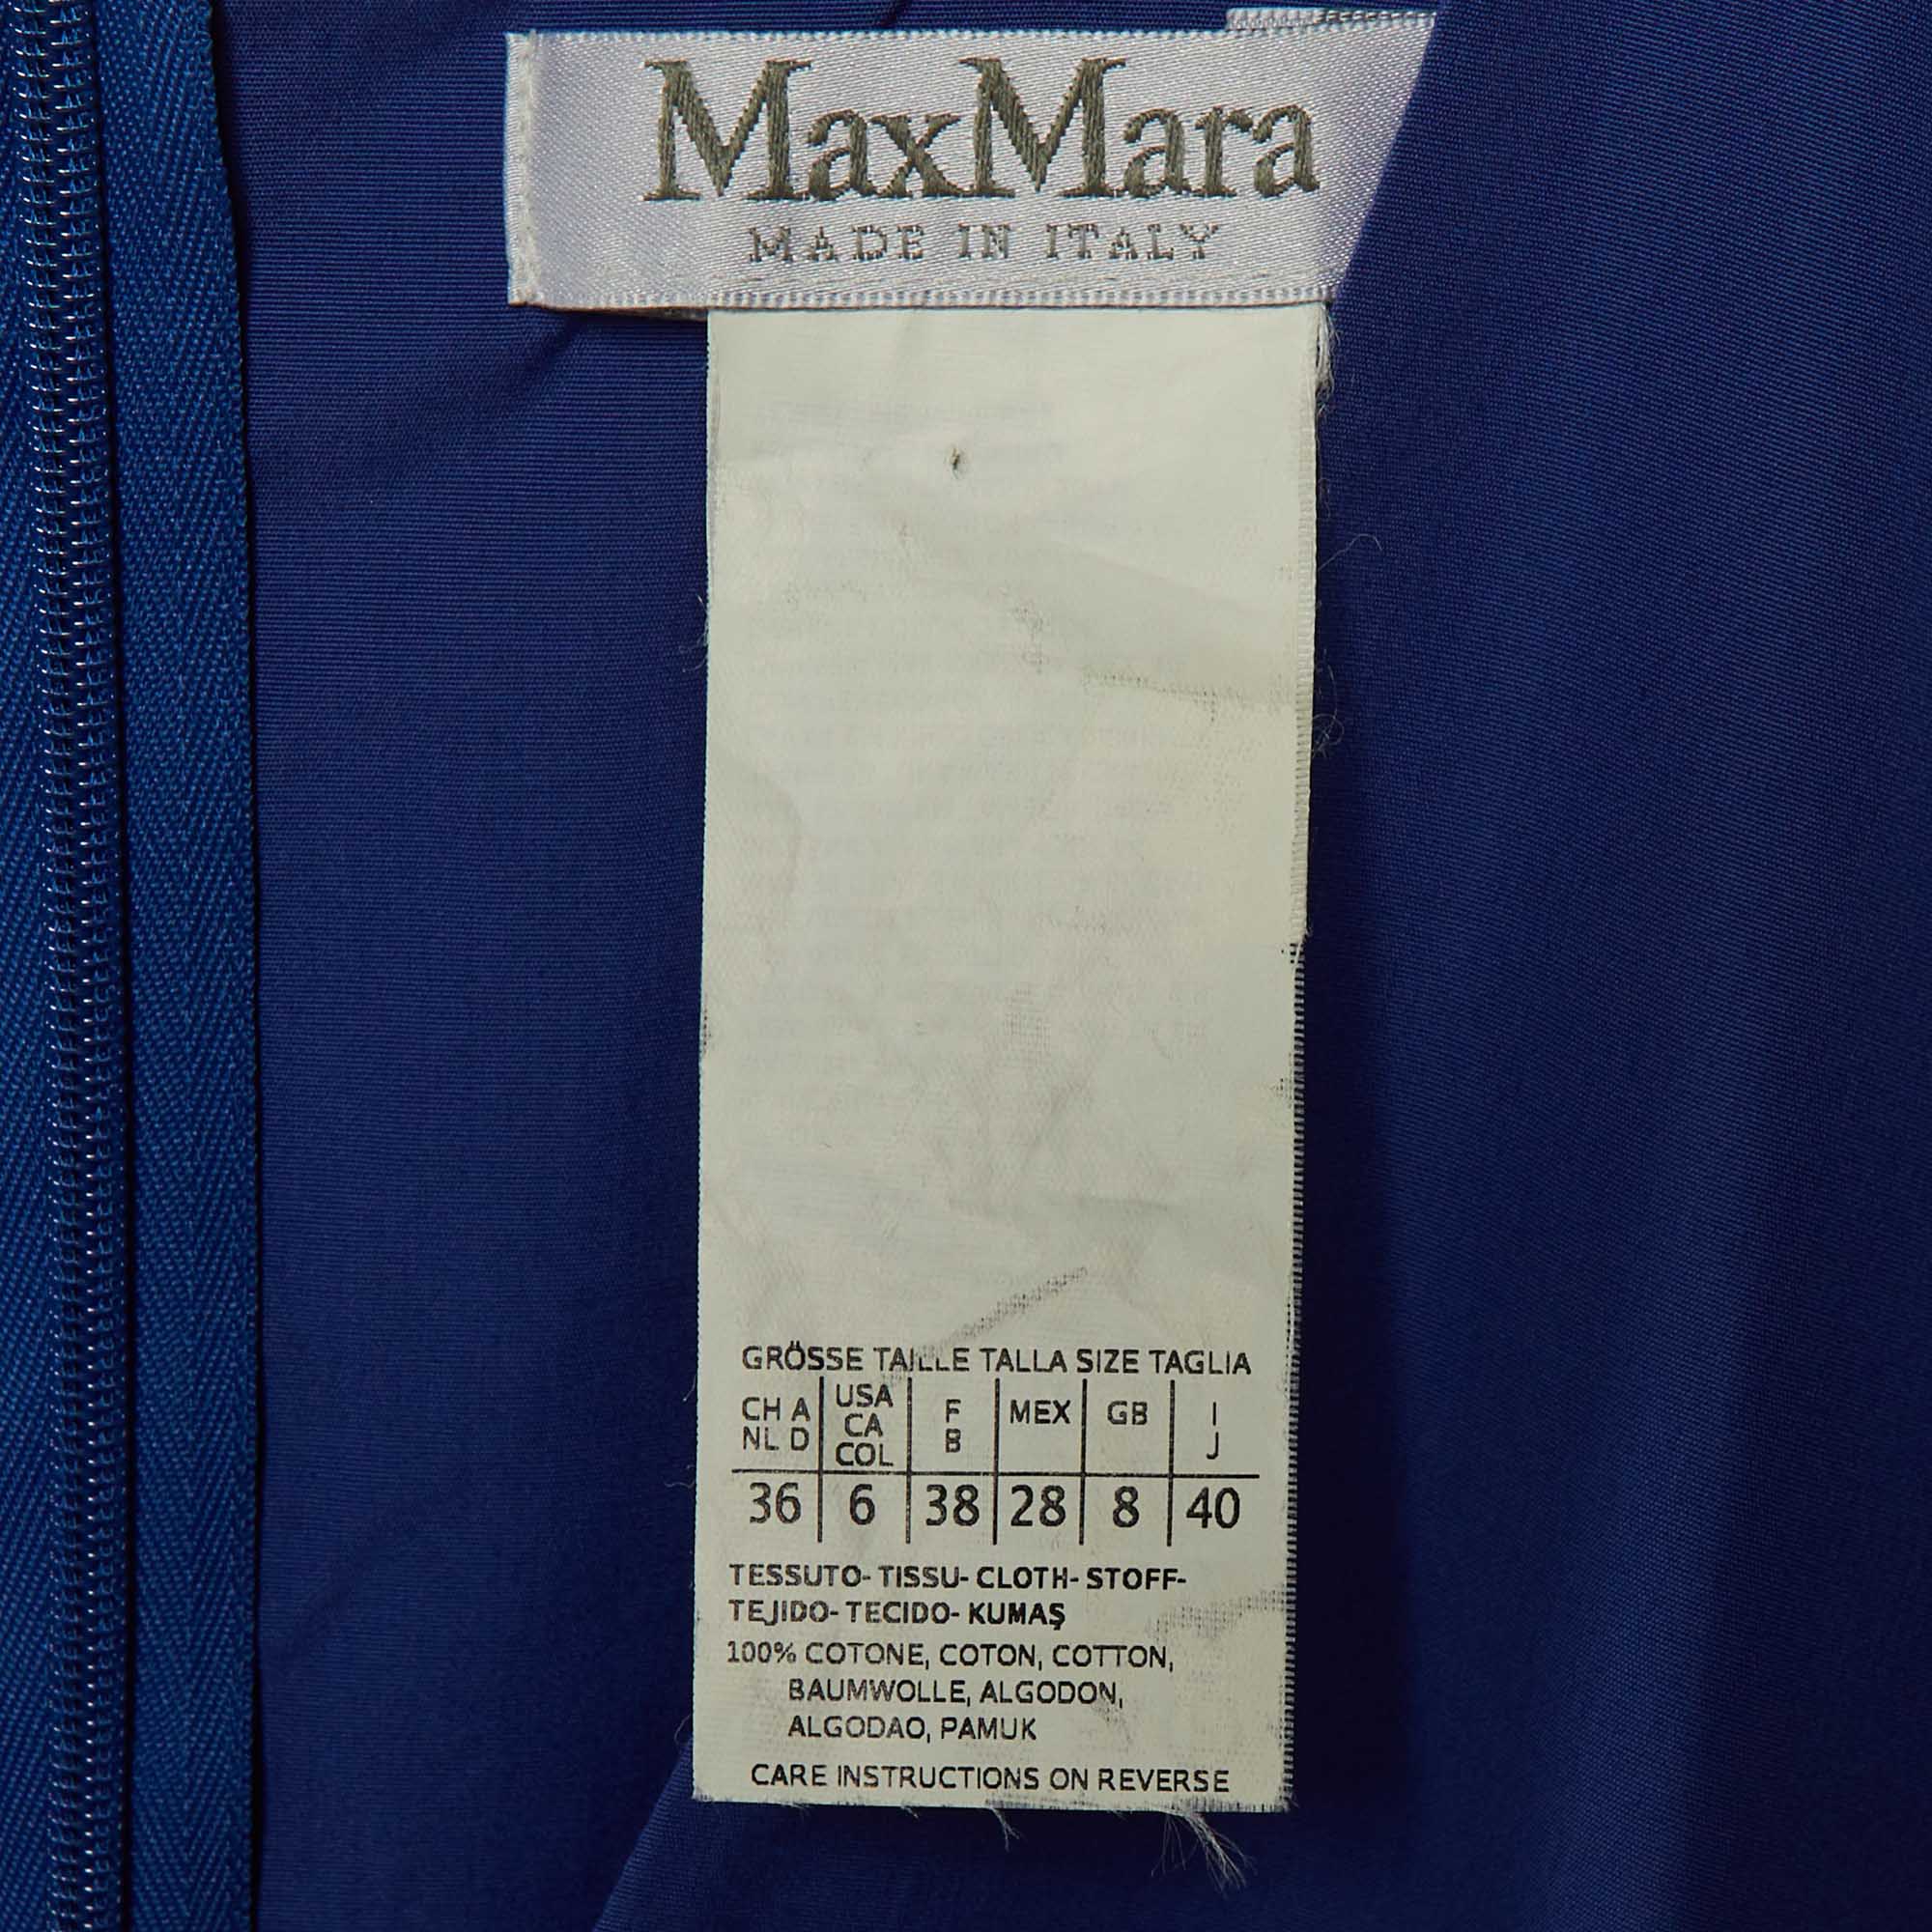 MaxMara
MADE IN ITALY
GRÖSSE TAILLE TALLA SIZE TAGLIA
CH A NL D USA CA COL F B MEX GB I J
36 6 38 28 8 40
TESSUTO- TISSU- CLOTH- STOFF-
TEJIDO- TECIDO- KUMAŞ
100% COTONE, COTON, COTTON,
BAUMWOLLE, ALGODON,
ALGODAO, PAMUK
CARE INSTRUCTIONS ON REVERSE